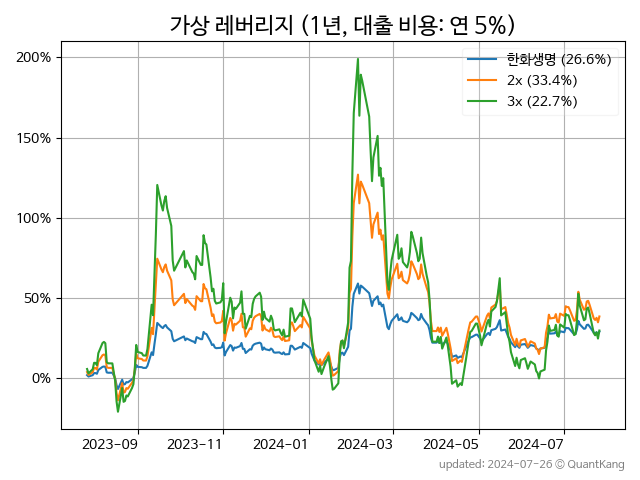 가상 레버리지 (1년, 대출 비용: 연 5%)
한화생명 (26.6%)
2x (33.4%)
3x (22.7%)
200%
150%
100%
50%
0%
2023-09 2023-11 2024-01 2024-03 2024-05 2024-07
updated: 2024-07-26 © QuantKang